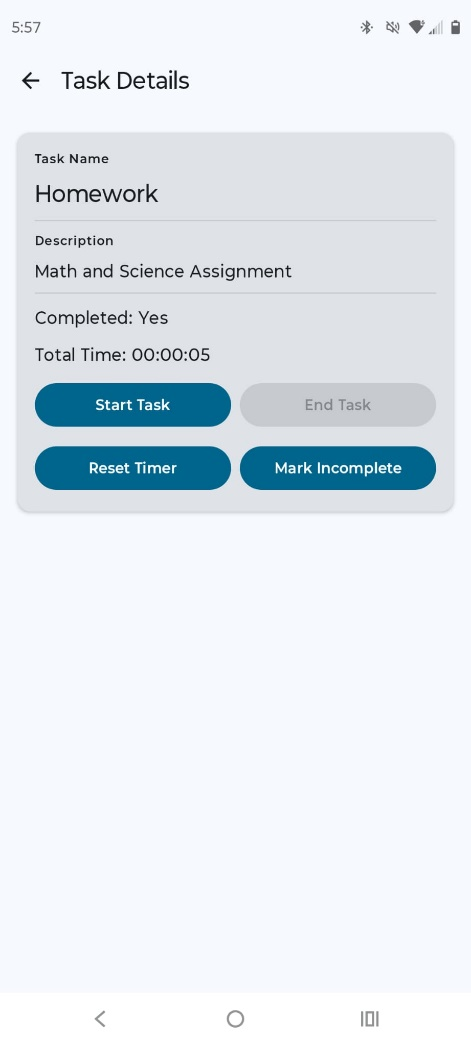 5:57
Task Details
Task Name
Homework
Description
Math and Science Assignment
Completed: Yes
Total Time: 00:00:05
Start Task
End Task
Reset Timer
Mark Incomplete